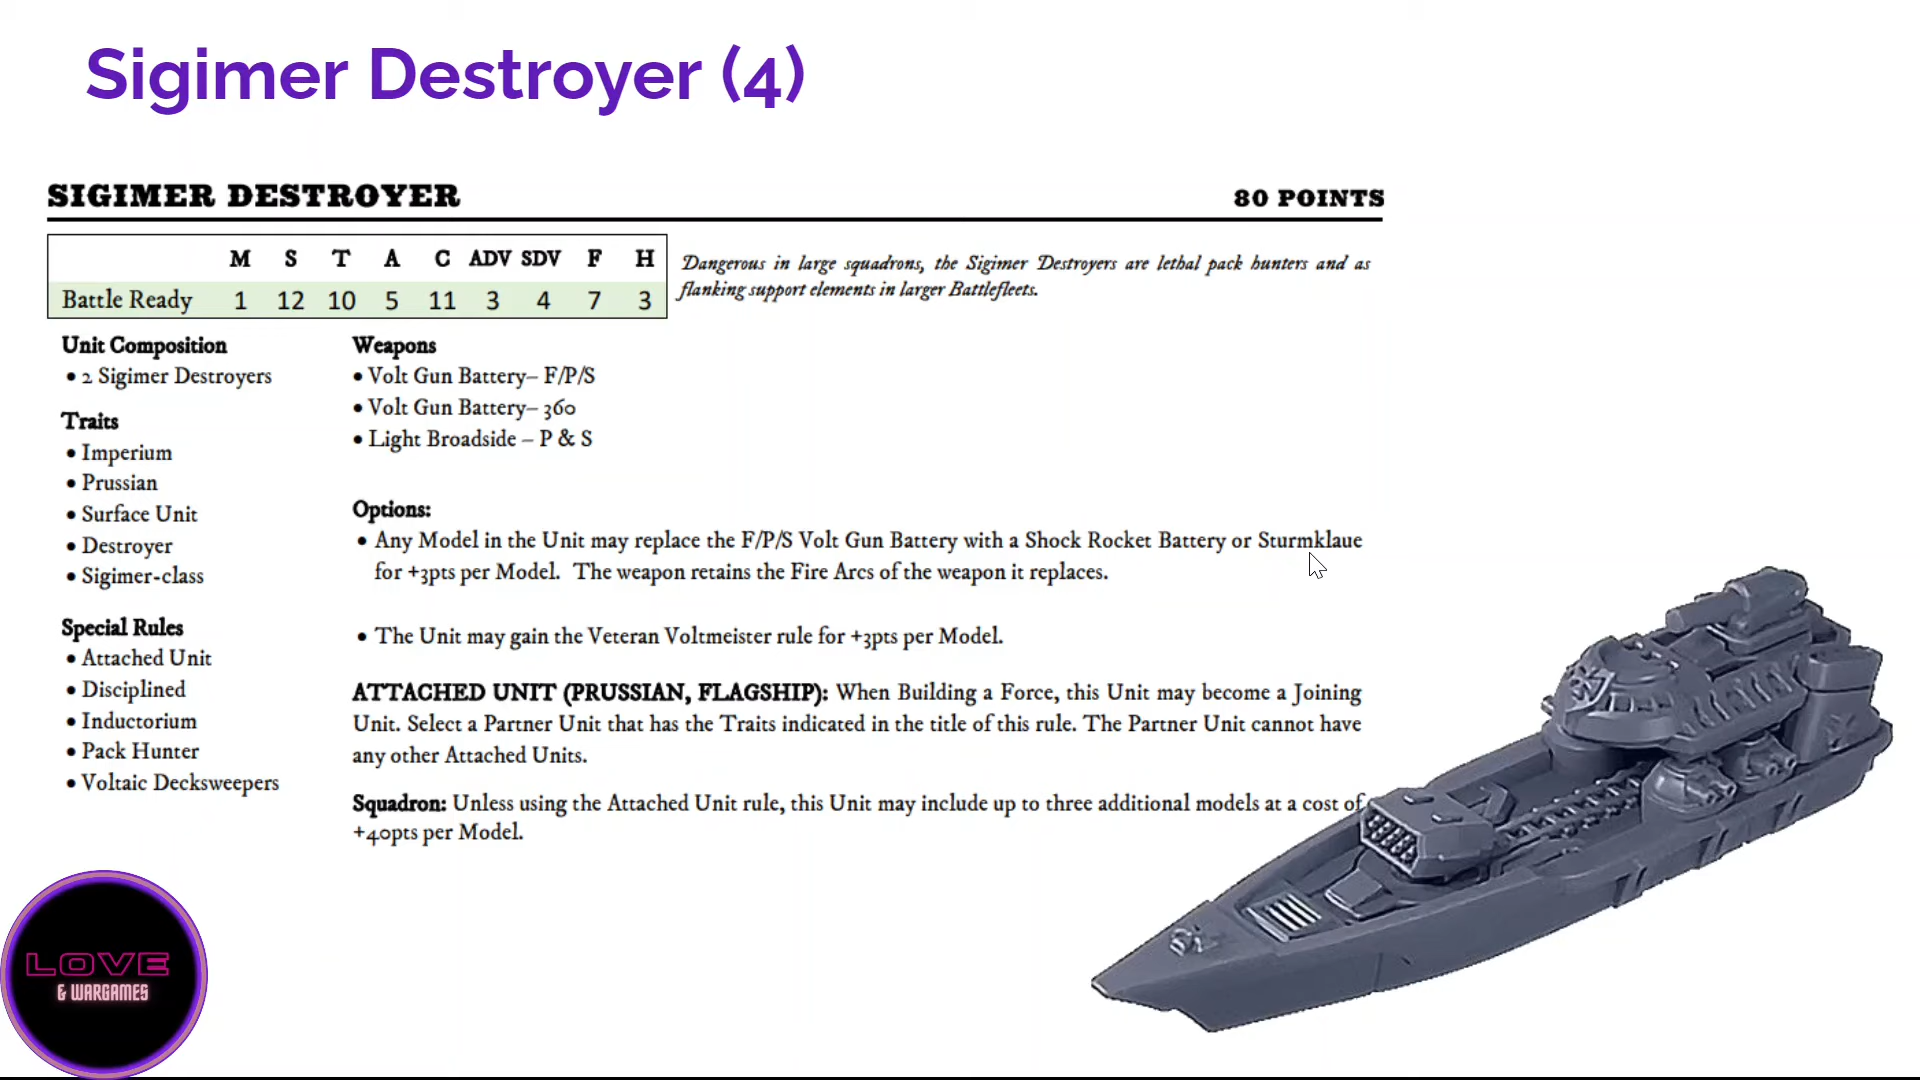 Sigimer Destroyer (4)
SIGIMER DESTROYER 80 POINTS
M S T A C ADV SDV F H
Battle Ready 1 12 10 5 11 3 4 7 3
Dangerous in large squadrons, the Sigimer Destroyers are lethal pack hunters and as
flanking support elements in larger Battlefleets.
Unit Composition
• 2 Sigimer Destroyers
Traits
• Imperium
• Prussian
• Surface Unit
• Destroyer
• Sigimer-class
Special Rules
• Attached Unit
• Disciplined
• Inductorium
• Pack Hunter
• Voltaic Decksweepers
Weapons
• Volt Gun Battery– F/P/S
• Volt Gun Battery– 360
• Light Broadside – P & S
Options:
• Any Model in the Unit may replace the F/P/S Volt Gun Battery with a Shock Rocket Battery or Sturmklaue
for +3pts per Model. The weapon retains the Fire Arcs of the weapon it replaces.
• The Unit may gain the Veteran Voltmeister rule for +3pts per Model.
ATTACHED UNIT (PRUSSIAN, FLAGSHIP): When Building a Force, this Unit may become a Joining
Unit. Select a Partner Unit that has the Traits indicated in the title of this rule. The Partner Unit cannot have
any other Attached Units.
Squadron: Unless using the Attached Unit rule, this Unit may include up to three additional models at a cost of
+40pts per Model.
LOVE
& WARGAMES